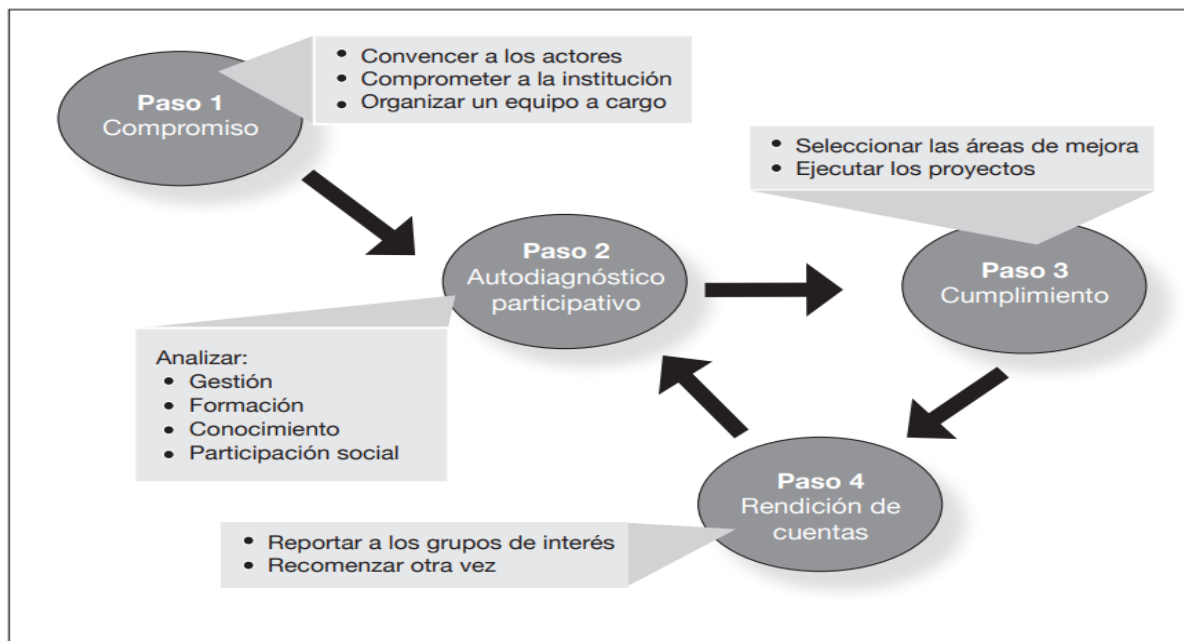 Paso 1
Compromiso
• Convencer a los actores
• Comprometer a la institución
• Organizar un equipo a cargo
Paso 2
Autodiagnóstico
participativo
Analizar:
• Gestión
• Formación
• Conocimiento
• Participación social
• Seleccionar las áreas de mejora
• Ejecutar los proyectos
Paso 3
Cumplimiento
Paso 4
Rendición de
cuentas
• Reportar a los grupos de interés
• Recomenzar otra vez